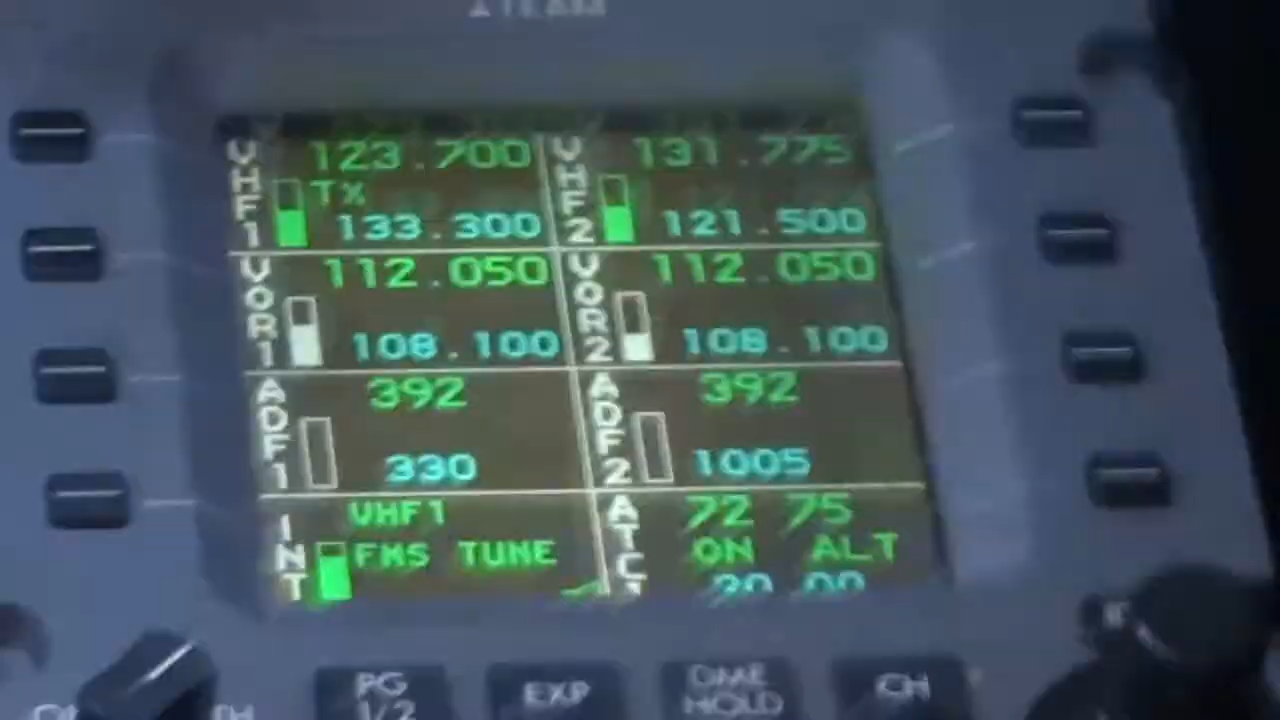 VHF1 123.700
TX
133.300
VHF2 131.775
121.500
VOR1 112.050
108.100
VOR2 112.050
108.100
ADF1 392
330
ADF2 392
1005
INT VHF1
FMS TUNE
ATC1 72 75
ON ALT
20 00
PG 1/2
EXP
DME HOLD
CH